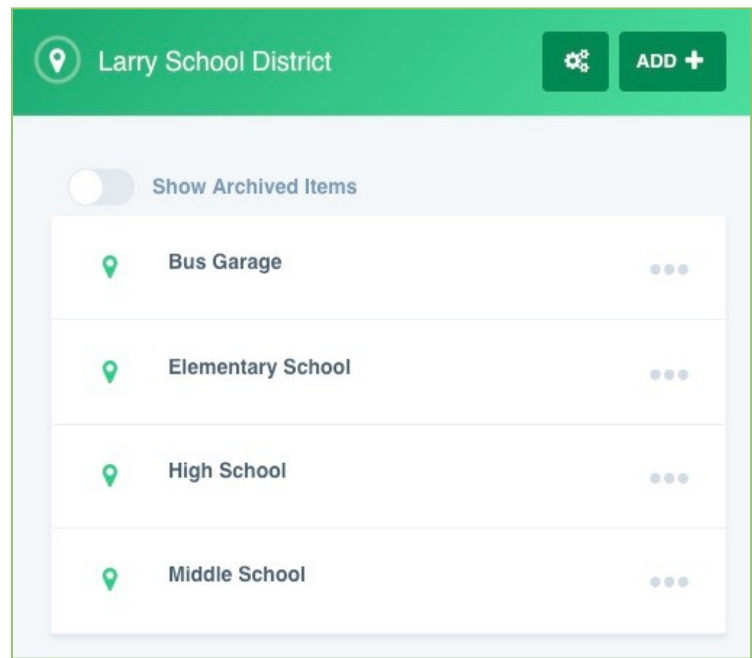 Larry School District
ADD
Show Archived Items
Bus Garage
Elementary School
High School
Middle School